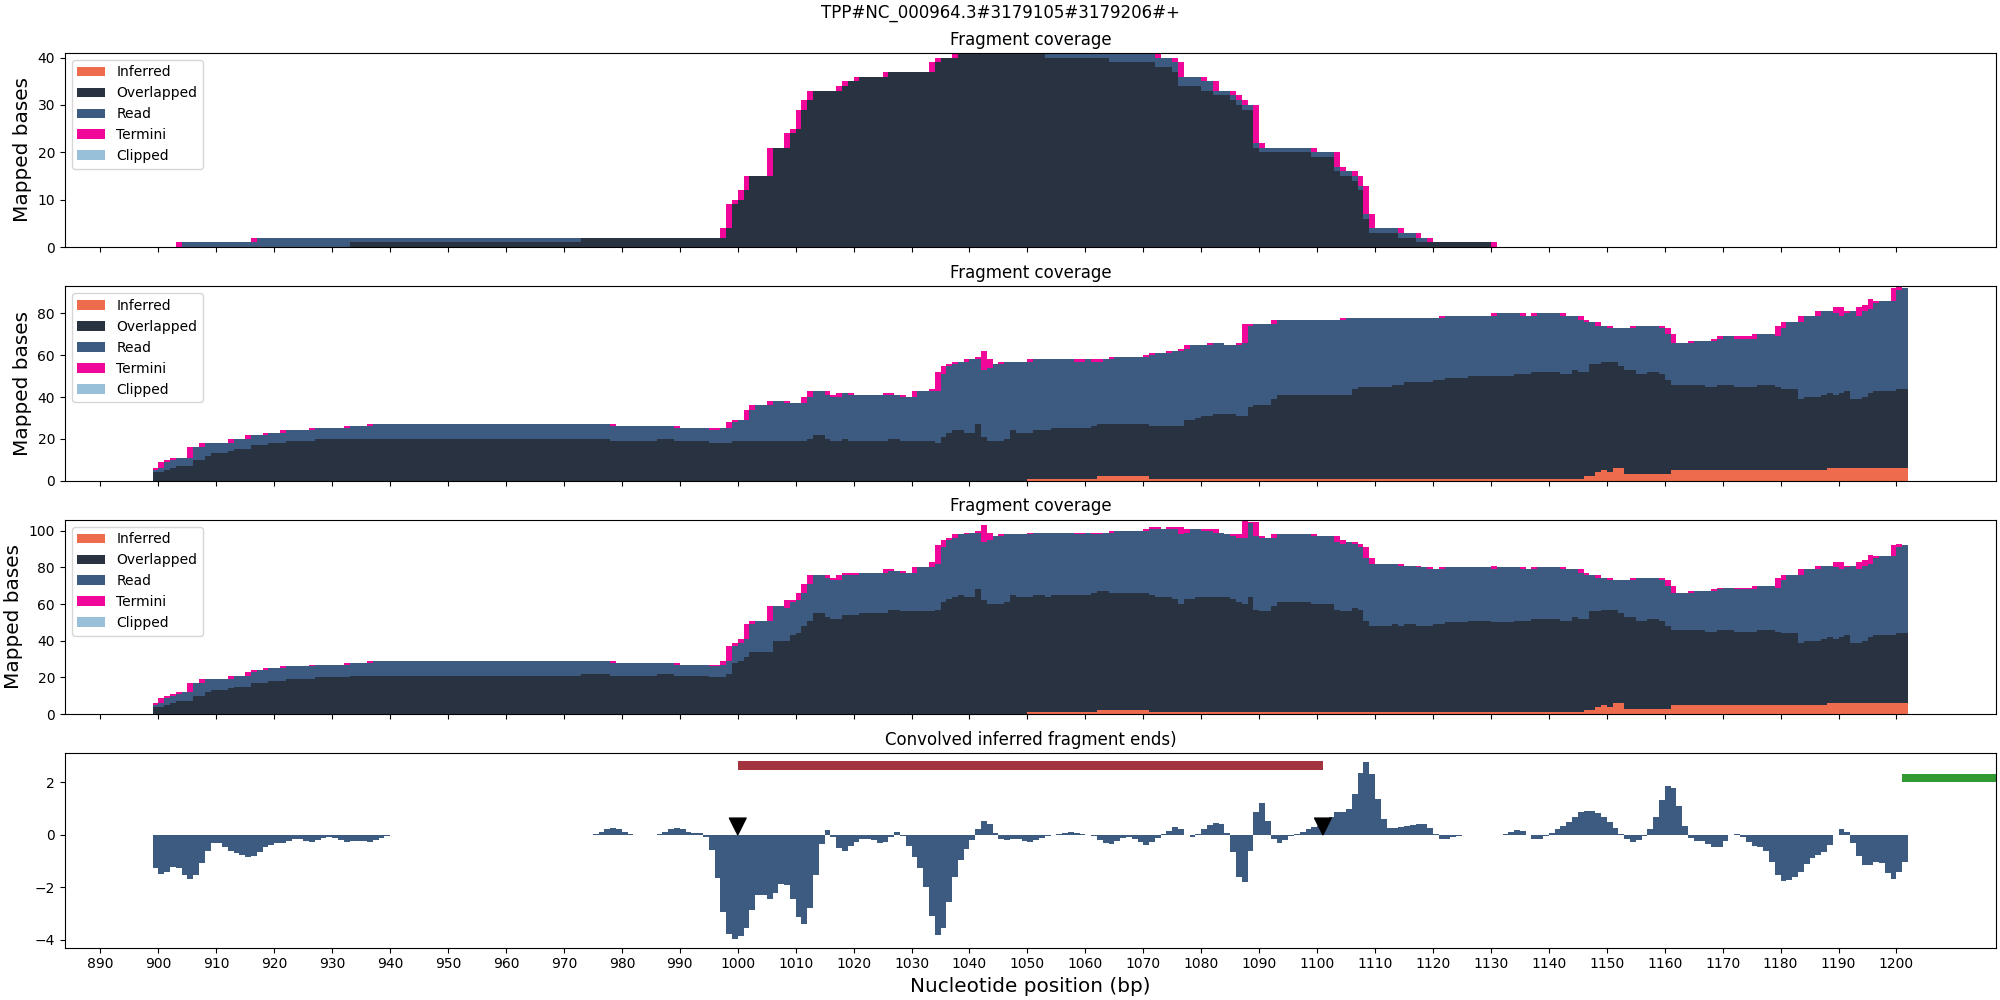 TPP#NC_000964.3#3179105#3179206#+
Fragment coverage
Mapped bases
40
30
20
10
0
Inferred
Overlapped
Read
Termini
Clipped
Fragment coverage
Mapped bases
80
60
40
20
0
Inferred
Overlapped
Read
Termini
Clipped
Fragment coverage
Mapped bases
100
80
60
40
20
0
Inferred
Overlapped
Read
Termini
Clipped
Convolved inferred fragment ends)
2
0
−2
−4
890 900 910 920 930 940 950 960 970 980 990 1000 1010 1020 1030 1040 1050 1060 1070 1080 1090 1100 1110 1120 1130 1140 1150 1160 1170 1180 1190 1200
Nucleotide position (bp)